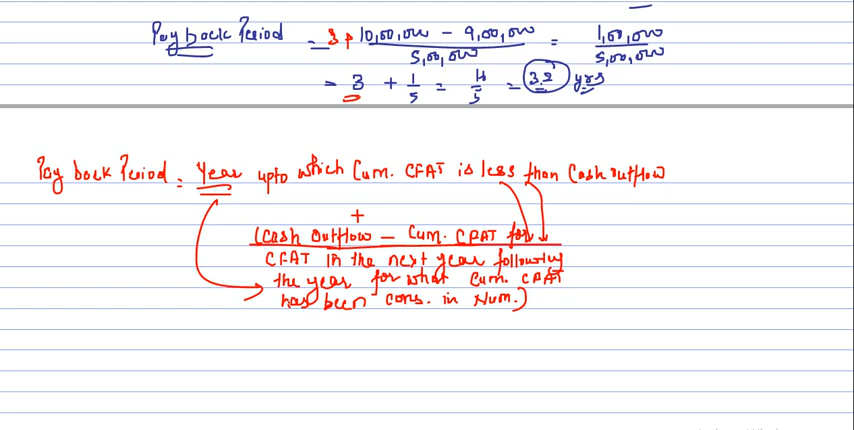 Pay back Period = 3 + 10,00,000 - 9,00,000 / 5,00,000 = 1,00,000 / 5,00,000
= 3 + 1/5 = 16/5 = 3.2 yrs
Pay back Period = Year upto which Cum. CFAT is less than Cash outflow
+
(Cash Outflow - Cum. CFAT for
CFAT in the next year following
the year for what Cum. CFAT
has been cons. in Num.)